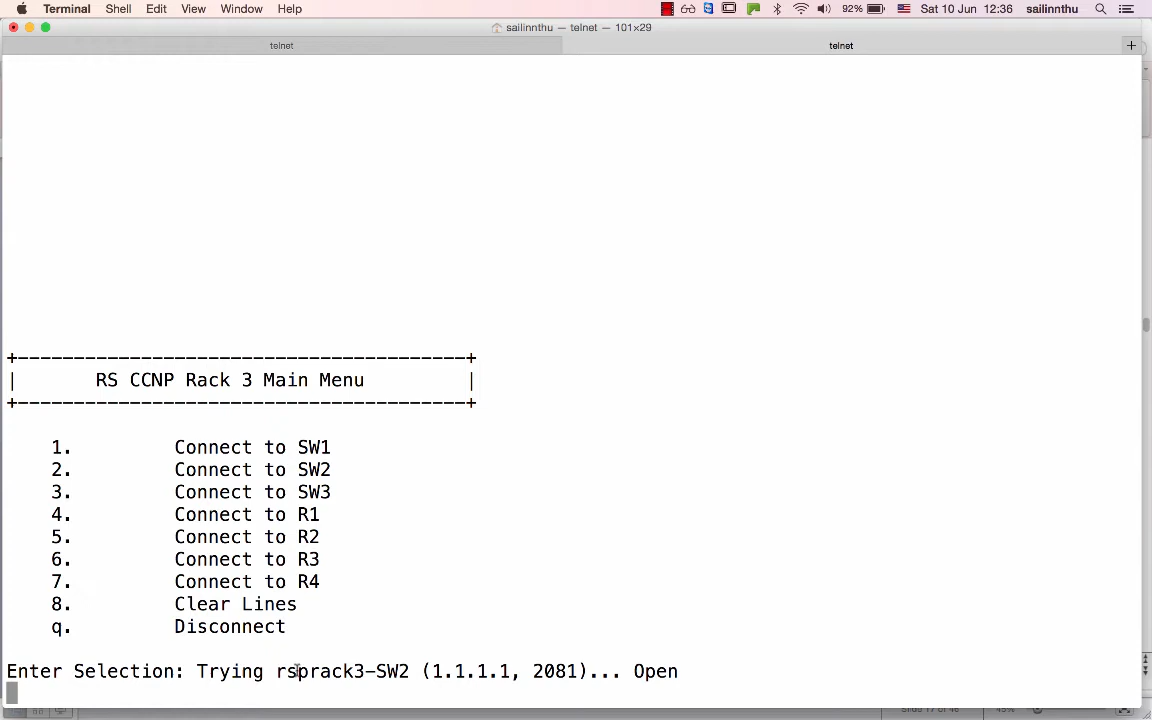 Terminal Shell Edit View Window Help 92% Sat 10 Jun 12:36 sailinnthu
sailinnthu — telnet — 101×29
telnet telnet +
+----------------------------------------+
| RS CCNP Rack 3 Main Menu |
+----------------------------------------+
1. Connect to SW1
2. Connect to SW2
3. Connect to SW3
4. Connect to R1
5. Connect to R2
6. Connect to R3
7. Connect to R4
8. Clear Lines
q. Disconnect
Enter Selection: Trying rsprack3-SW2 (1.1.1.1, 2081)... Open